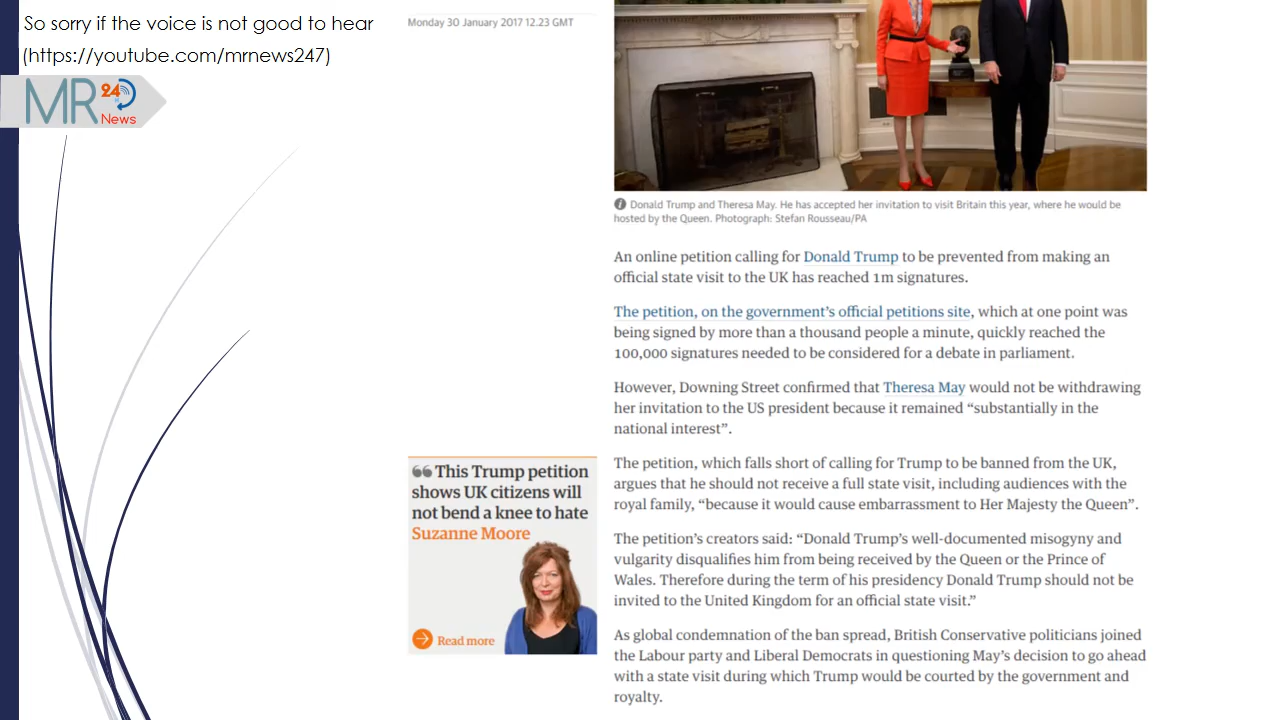 So sorry if the voice is not good to hear
(https://youtube.com/mrnews247)
MR 24
News
Monday 30 January 2017 12.23 GMT
Donald Trump and Theresa May. He has accepted her invitation to visit Britain this year, where he would be
hosted by the Queen. Photograph: Stefan Rousseau/PA
An online petition calling for Donald Trump to be prevented from making an
official state visit to the UK has reached 1m signatures.
The petition, on the government’s official petitions site, which at one point was
being signed by more than a thousand people a minute, quickly reached the
100,000 signatures needed to be considered for a debate in parliament.
However, Downing Street confirmed that Theresa May would not be withdrawing
her invitation to the US president because it remained “substantially in the
national interest”.
The petition, which falls short of calling for Trump to be banned from the UK,
argues that he should not receive a full state visit, including audiences with the
royal family, “because it would cause embarrassment to Her Majesty the Queen”.
The petition’s creators said: “Donald Trump’s well-documented misogyny and
vulgarity disqualifies him from being received by the Queen or the Prince of
Wales. Therefore during the term of his presidency Donald Trump should not be
invited to the United Kingdom for an official state visit.”
As global condemnation of the ban spread, British Conservative politicians joined
the Labour party and Liberal Democrats in questioning May’s decision to go ahead
with a state visit during which Trump would be courted by the government and
royalty.
“This Trump petition
shows UK citizens will
not bend a knee to hate
Suzanne Moore
Read more